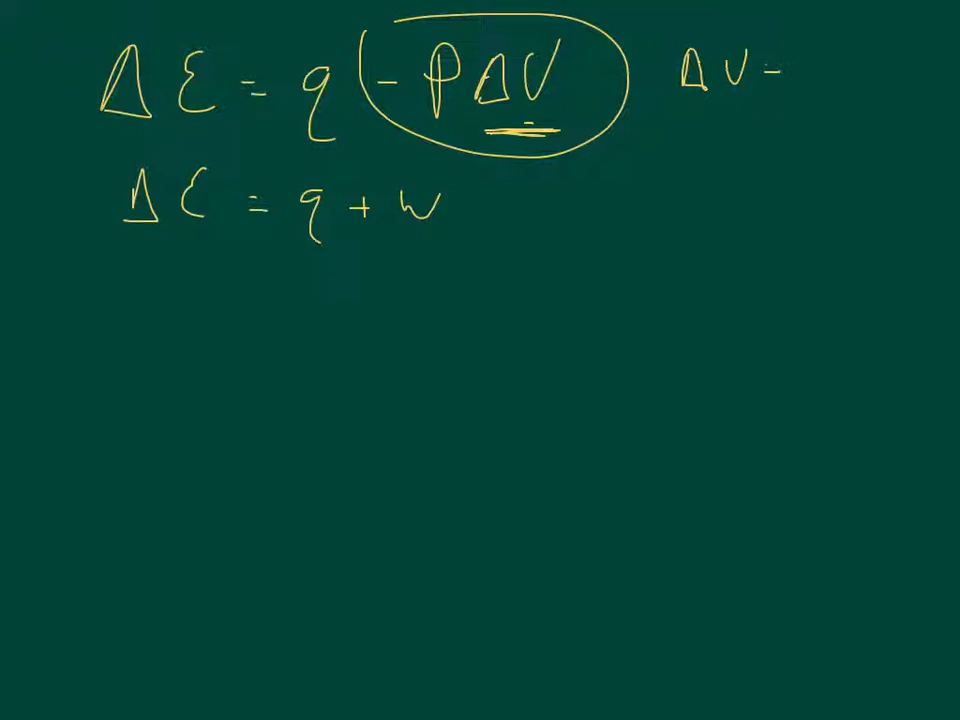 ΔE = q - PΔV ΔV =
ΔE = q + w